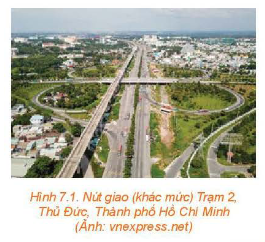 Hình 7.1. Nút giao (khác mức) Trạm 2,
Thủ Đức, Thành phố Hồ Chí Minh
(Ảnh: vnexpress.net)